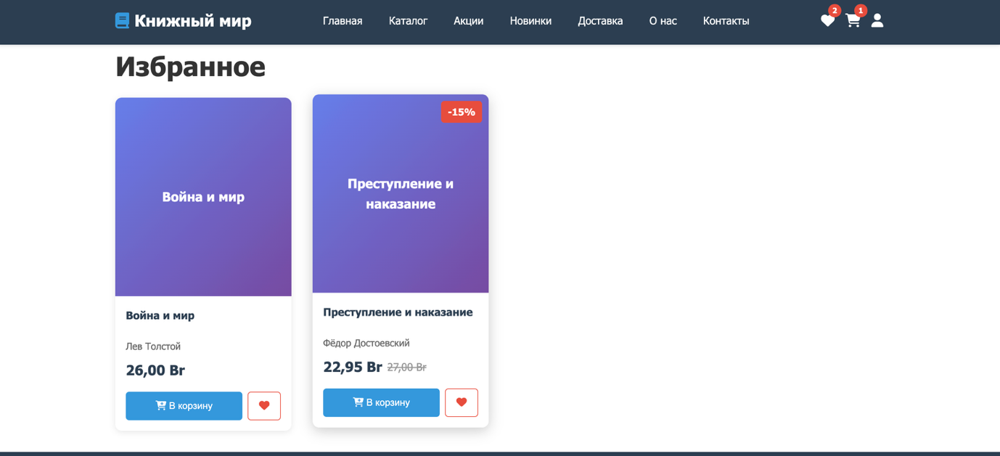 Книжный мир
Главная Каталог Акции Новинки Доставка О нас Контакты
2 1
Избранное
Война и мир
Война и мир
Лев Толстой
26,00 Br
В корзину
-15%
Преступление и
наказание
Преступление и наказание
Фёдор Достоевский
22,95 Br 27,00 Br
В корзину